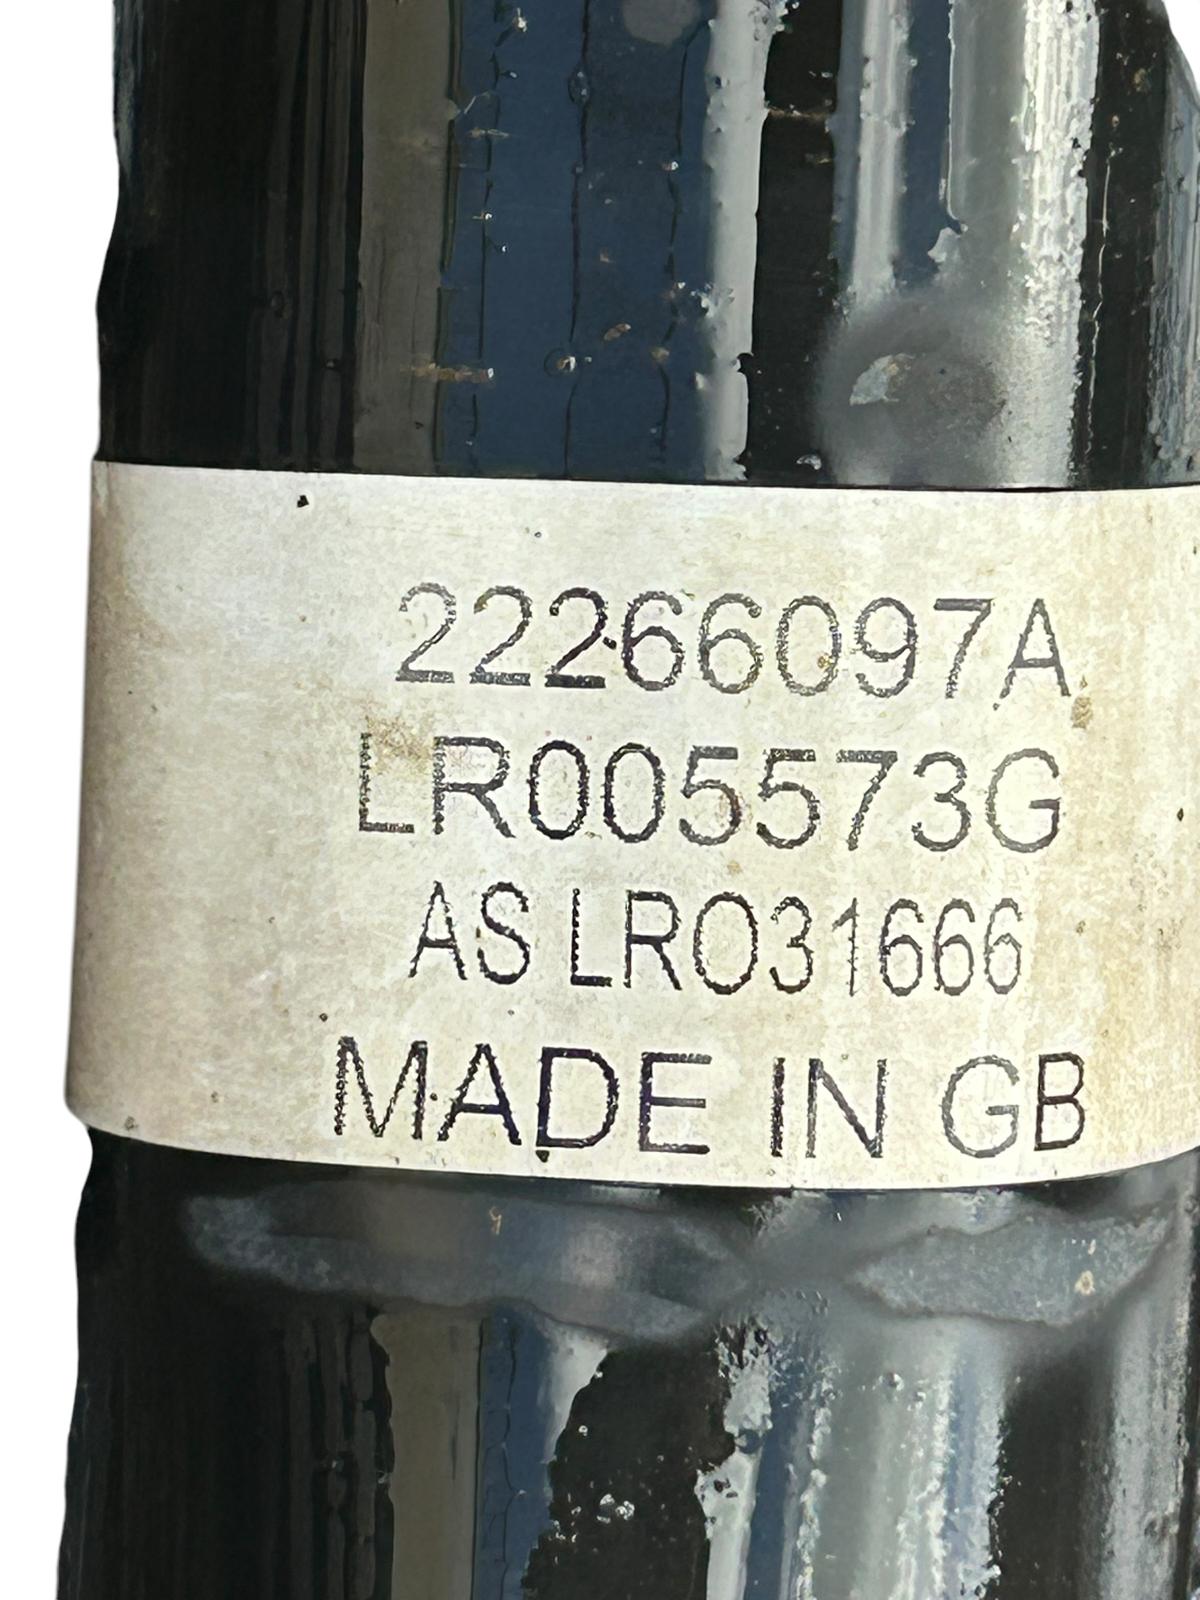 22266097A
LR005573G
AS LR031666
MADE IN GB